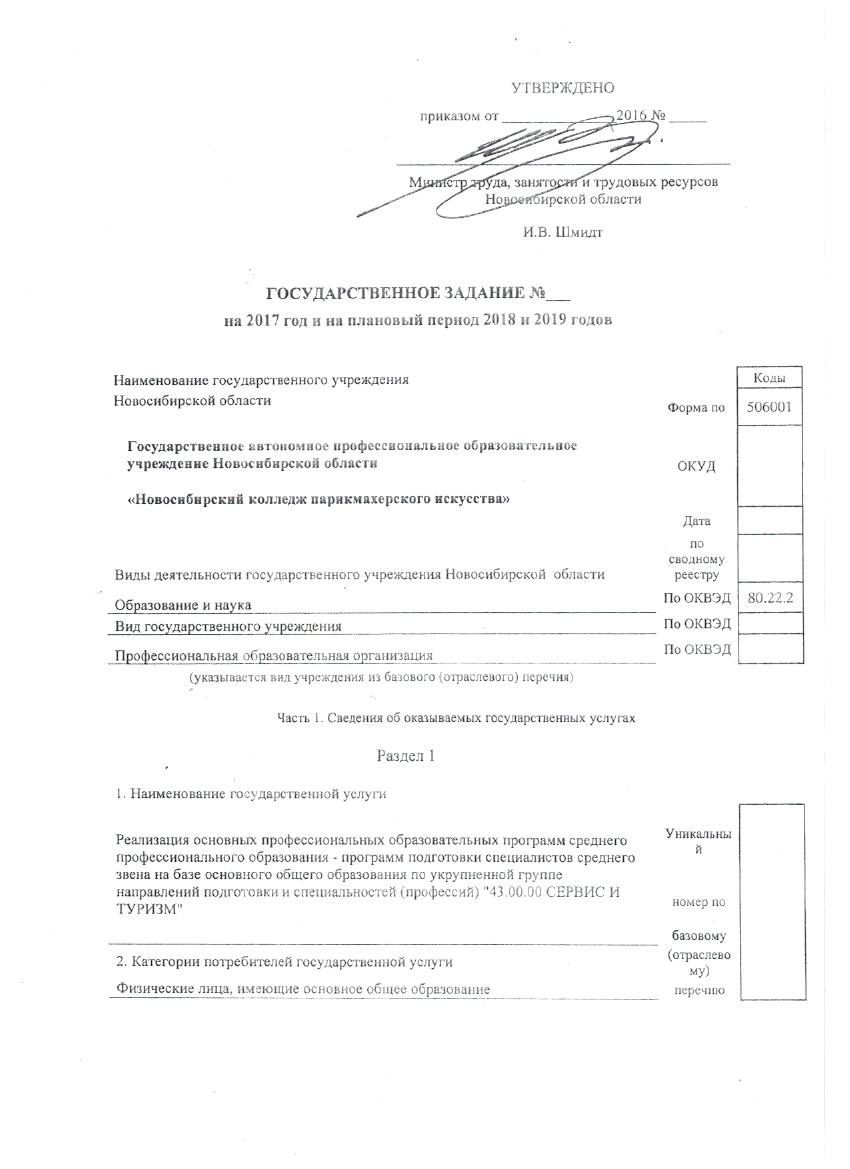 УТВЕРЖДЕНО
приказом от ________________ 2016 № _____
Министр труда, занятости и трудовых ресурсов
Новосибирской области
И.В. Шмидт
ГОСУДАРСТВЕННОЕ ЗАДАНИЕ №___
на 2017 год и на плановый период 2018 и 2019 годов
Наименование государственного учреждения
Новосибирской области
Коды
Форма по
506001
Государственное автономное профессиональное образовательное
учреждение Новосибирской области
ОКУД
«Новосибирский колледж парикмахерского искусства»
Дата
по
сводному
реестру
Виды деятельности государственного учреждения Новосибирской области
Образование и наука
По ОКВЭД
80.22.2
Вид государственного учреждения
По ОКВЭД
Профессиональная образовательная организация
По ОКВЭД
(указывается вид учреждения из базового (отраслевого) перечня)
Часть 1. Сведения об оказываемых государственных услугах
Раздел 1
1. Наименование государственной услуги
Реализация основных профессиональных образовательных программ среднего
профессионального образования - программ подготовки специалистов среднего
звена на базе основного общего образования по укрупненной группе
направлений подготовки и специальностей (профессий) "43.00.00 СЕРВИС И
ТУРИЗМ"
Уникальны
й
номер по
базовому
(отраслево
му)
перечню
2. Категории потребителей государственной услуги
Физические лица, имеющие основное общее образование